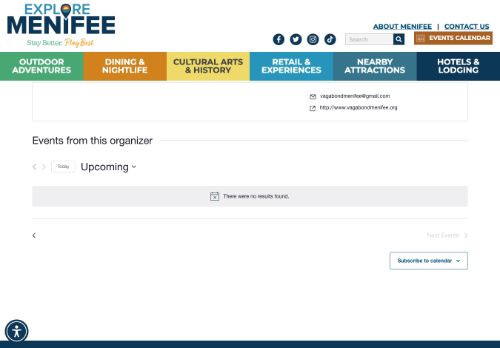 EXPLORE
MENIFEE
Stay Better. Play Best.
ABOUT MENIFEE | CONTACT US
Search
EVENTS CALENDAR
OUTDOOR
ADVENTURES
DINING &
NIGHTLIFE
CULTURAL ARTS
& HISTORY
RETAIL &
EXPERIENCES
NEARBY
ATTRACTIONS
HOTELS &
LODGING
vagabondmenifee@gmail.com
http://www.vagabondmenifee.org
Events from this organizer
Today
Upcoming
There were no results found.
Next Events
Subscribe to calendar